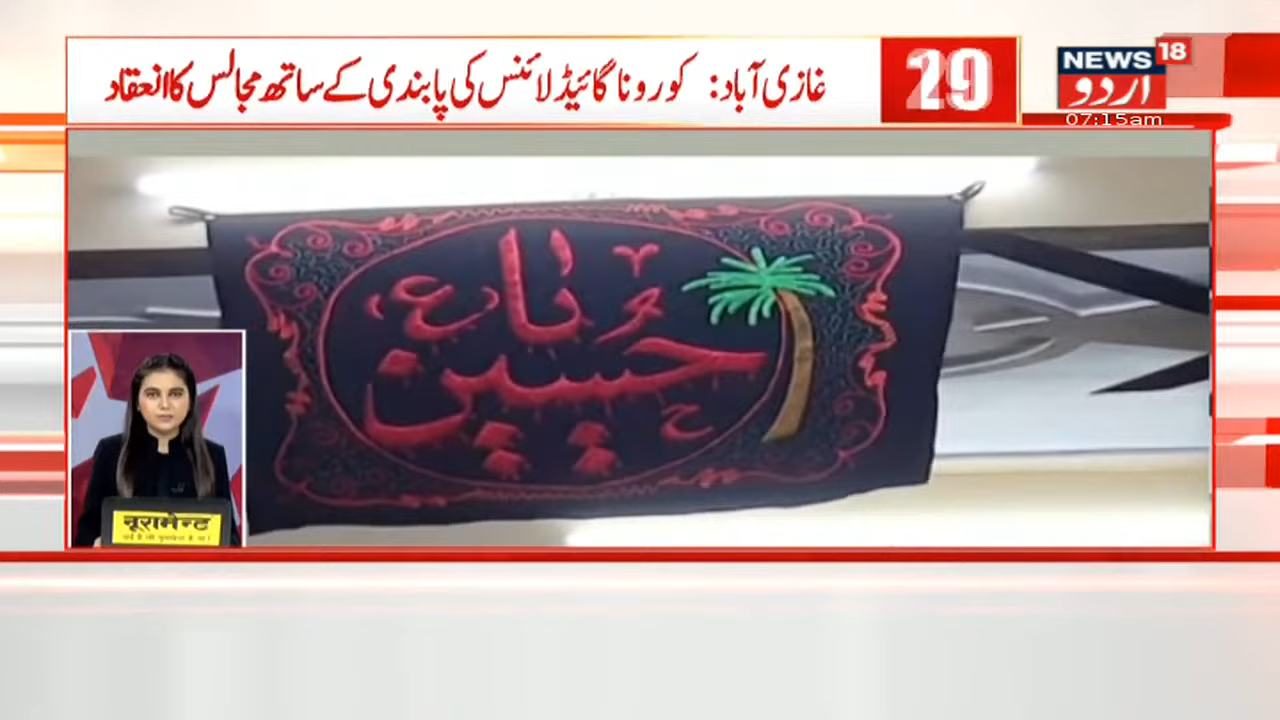 غازی آباد: کورونا گائیڈ لائنس کی پابندی کے ساتھ مجالس کا انعقاد
29
NEWS 18
اردو
07:15am
یا
ع
حسین
ح
नूरामेन्ट